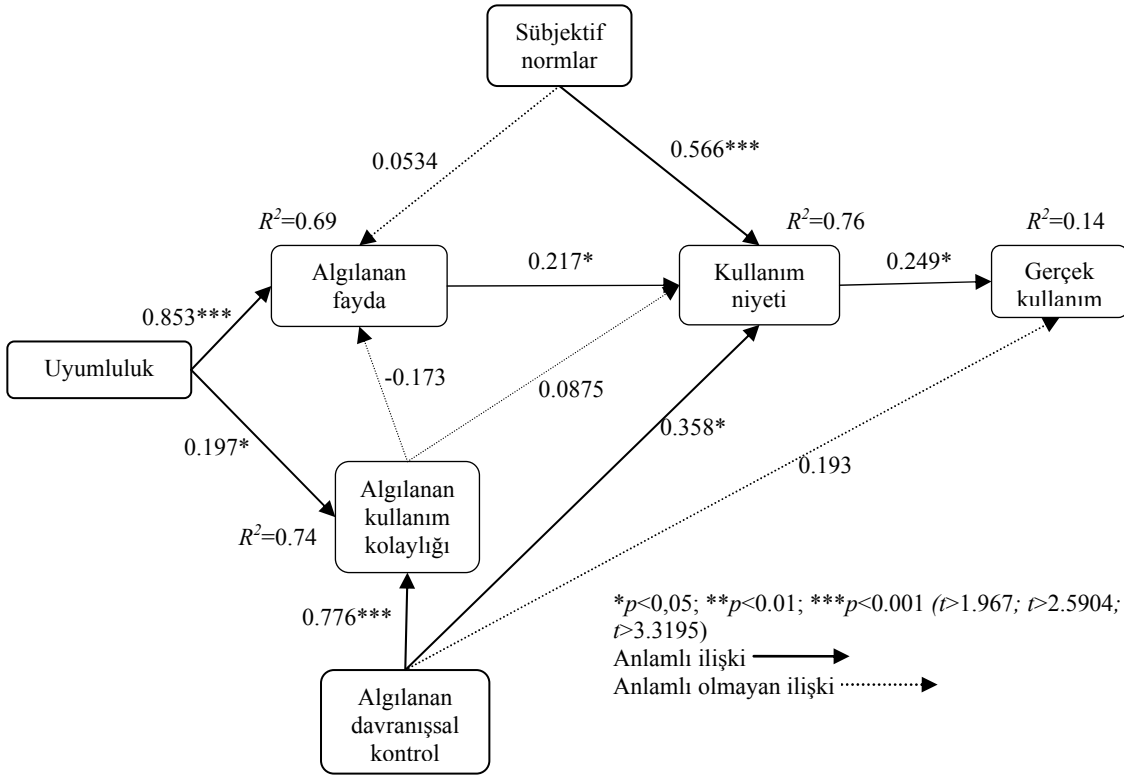 Sübjektif
normlar
0.0534
0.566***
R²=0.69
R²=0.76
R²=0.14
Algılanan
fayda
0.217*
Kullanım
niyeti
0.249*
Gerçek
kullanım
0.853***
Uyumluluk
-0.173
0.0875
0.197*
0.358*
0.193
Algılanan
kullanım
kolaylığı
R²=0.74
0.776***
*p<0,05; **p<0.01; ***p<0.001 (t>1.967; t>2.5904;
t>3.3195)
Anlamlı ilişki
Anlamlı olmayan ilişki
Algılanan
davranışsal
kontrol